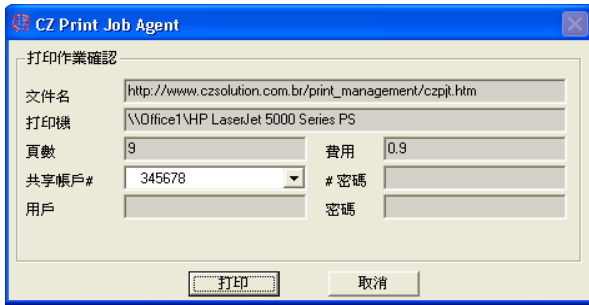 CZ Print Job Agent
打印作業確認
文件名 http://www.czsolution.com.br/print_management/czpjt.htm
打印機 \\Office1\HP LaserJet 5000 Series PS
頁數 9 費用 0.9
共享帳戶# 345678 # 密碼
用戶 密碼
打印 取消